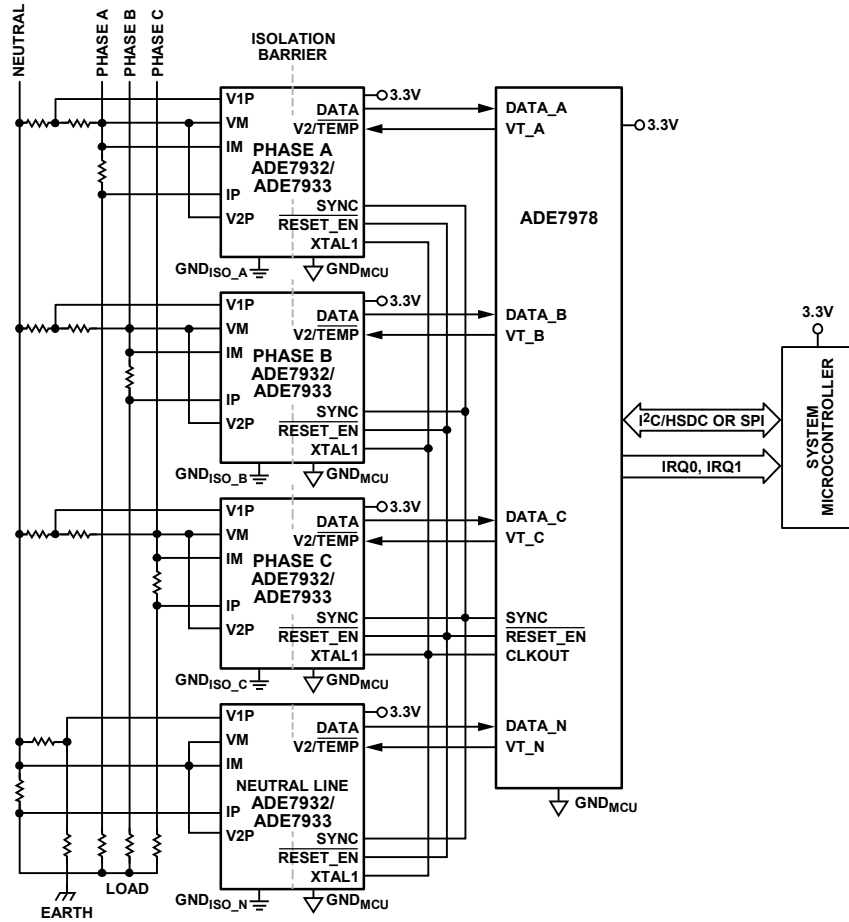 NEUTRAL
PHASE A
PHASE B
PHASE C
ISOLATION
BARRIER
V1P
VM
IM
IP
V2P
PHASE A
ADE7932/
ADE7933
3.3V
DATA
V2/TEMP
SYNC
RESET_EN
XTAL1
GNDISO_A
GNDMCU
V1P
VM
IM
IP
V2P
PHASE B
ADE7932/
ADE7933
3.3V
DATA
V2/TEMP
SYNC
RESET_EN
XTAL1
GNDISO_B
GNDMCU
V1P
VM
IM
IP
V2P
PHASE C
ADE7932/
ADE7933
3.3V
DATA
V2/TEMP
SYNC
RESET_EN
XTAL1
GNDISO_C
GNDMCU
V1P
VM
IM
IP
V2P
NEUTRAL LINE
ADE7932/
ADE7933
3.3V
DATA
V2/TEMP
SYNC
RESET_EN
XTAL1
GNDISO_N
GNDMCU
LOAD
EARTH
DATA_A
VT_A
3.3V
ADE7978
DATA_B
VT_B
DATA_C
VT_C
SYNC
RESET_EN
CLKOUT
DATA_N
VT_N
GNDMCU
I2C/HSDC OR SPI
IRQ0, IRQ1
3.3V
SYSTEM
MICROCONTROLLER